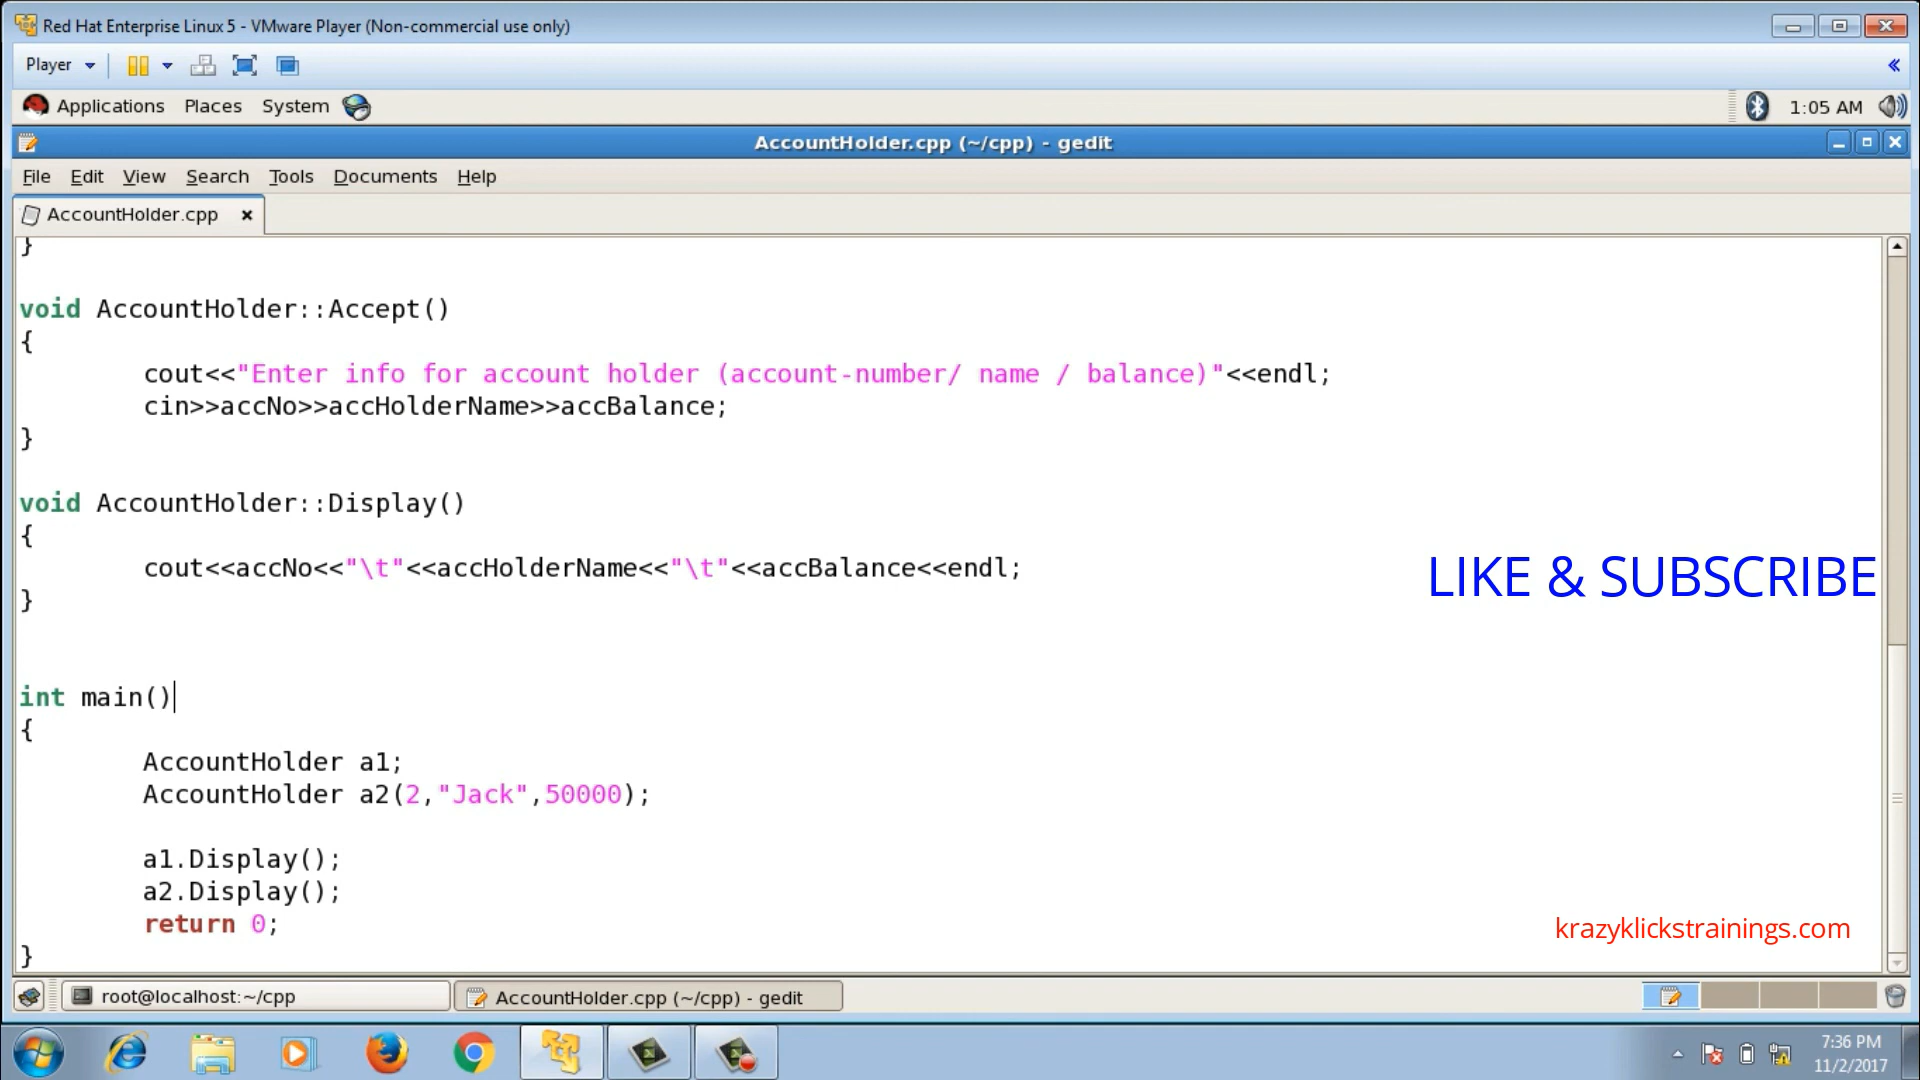 Red Hat Enterprise Linux 5 - VMware Player (Non-commercial use only)
Player
Applications Places System
1:05 AM
AccountHolder.cpp (~/cpp) - gedit
File Edit View Search Tools Documents Help
AccountHolder.cpp
}
void AccountHolder::Accept()
{
cout<<"Enter info for account holder (account-number/ name / balance)"<<endl;
cin>>accNo>>accHolderName>>accBalance;
}
void AccountHolder::Display()
{
cout<<accNo<<"\t"<<accHolderName<<"\t"<<accBalance<<endl;
}
LIKE & SUBSCRIBE
int main()
{
AccountHolder a1;
AccountHolder a2(2,"Jack",50000);
a1.Display();
a2.Display();
return 0;
}
krazyklickstrainings.com
root@localhost:~/cpp
AccountHolder.cpp (~/cpp) - gedit
7:36 PM
11/2/2017